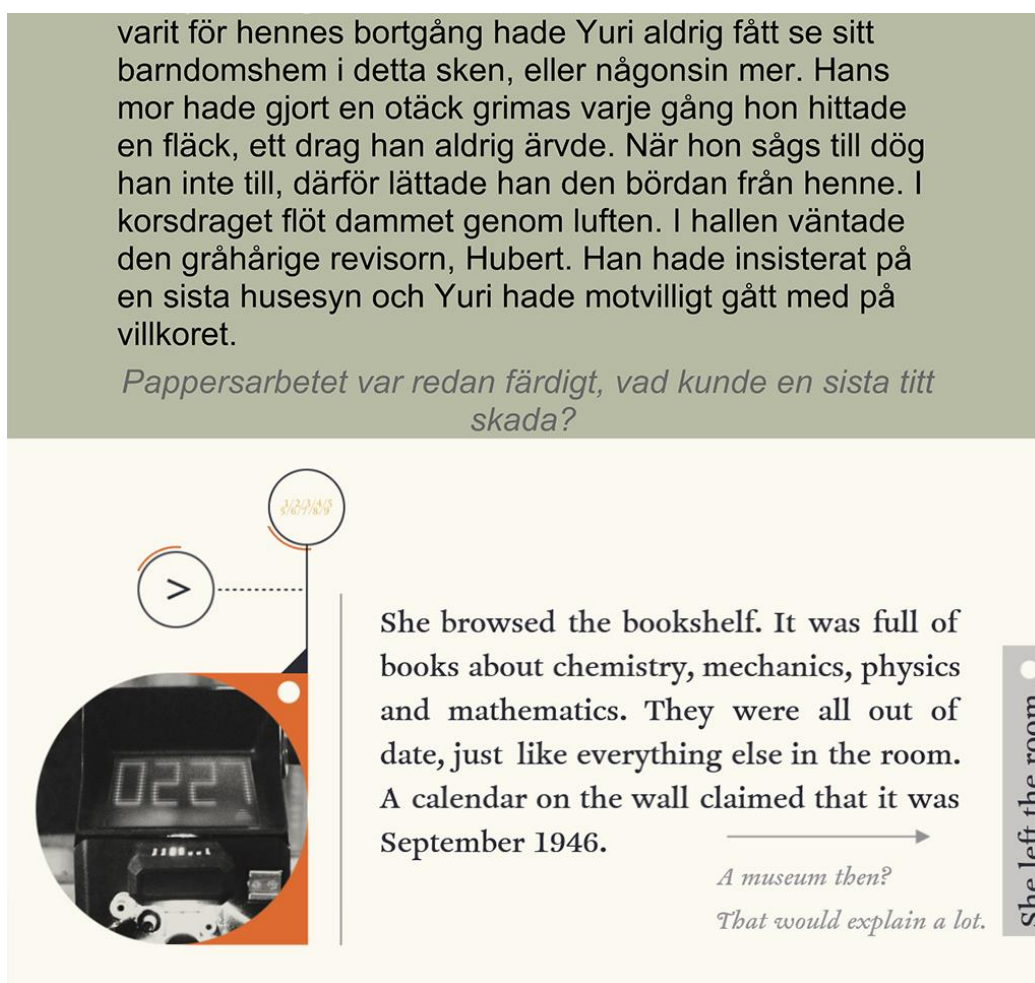 varit för hennes bortgång hade Yuri aldrig fått se sitt
barndomshem i detta sken, eller någonsin mer. Hans
mor hade gjort en otäck grimas varje gång hon hittade
en fläck, ett drag han aldrig ärvde. När hon sågs till dög
han inte till, därför lättade han den bördan från henne. I
korsdraget flöt dammet genom luften. I hallen väntade
den gråhårige revisorn, Hubert. Han hade insisterat på
en sista husesyn och Yuri hade motvilligt gått med på
villkoret.
Pappersarbetet var redan färdigt, vad kunde en sista titt
skada?
1/2/3/4/5
5/6/7/8/9
>
0227
She browsed the bookshelf. It was full of
books about chemistry, mechanics, physics
and mathematics. They were all out of
date, just like everything else in the room.
A calendar on the wall claimed that it was
September 1946.
A museum then?
That would explain a lot.
She left the room